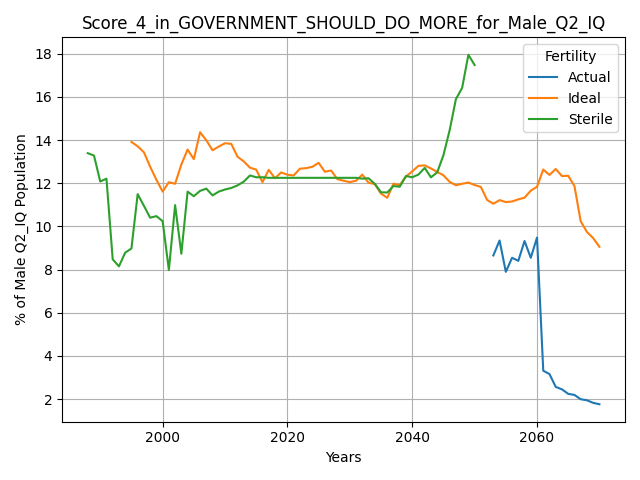 Score_4_in_GOVERNMENT_SHOULD_DO_MORE_for_Male_Q2_IQ
Fertility
Actual
Ideal
Sterile
% of Male Q2_IQ Population
18
16
14
12
10
8
6
4
2
2000 2020 2040 2060
Years